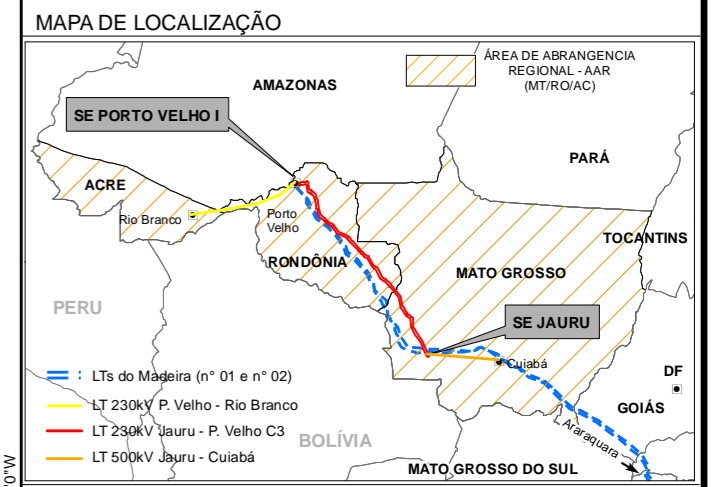 MAPA DE LOCALIZAÇÃO
ÁREA DE ABRANGENCIA
REGIONAL - AAR
(MT/RO/AC)
AMAZONAS
SE PORTO VELHO I
PARÁ
ACRE
Rio Branco
Porto
Velho
TOCANTINS
RONDÔNIA
MATO GROSSO
PERU
SE JAURU
Cuiabá
DF
LTs do Madeira (n° 01 e n° 02)
GOIÁS
LT 230kV P. Velho - Rio Branco
LT 230kV Jauru - P. Velho C3
Araraquara
BOLÍVIA
LT 500kV Jauru - Cuiabá
MATO GROSSO DO SUL
0"W